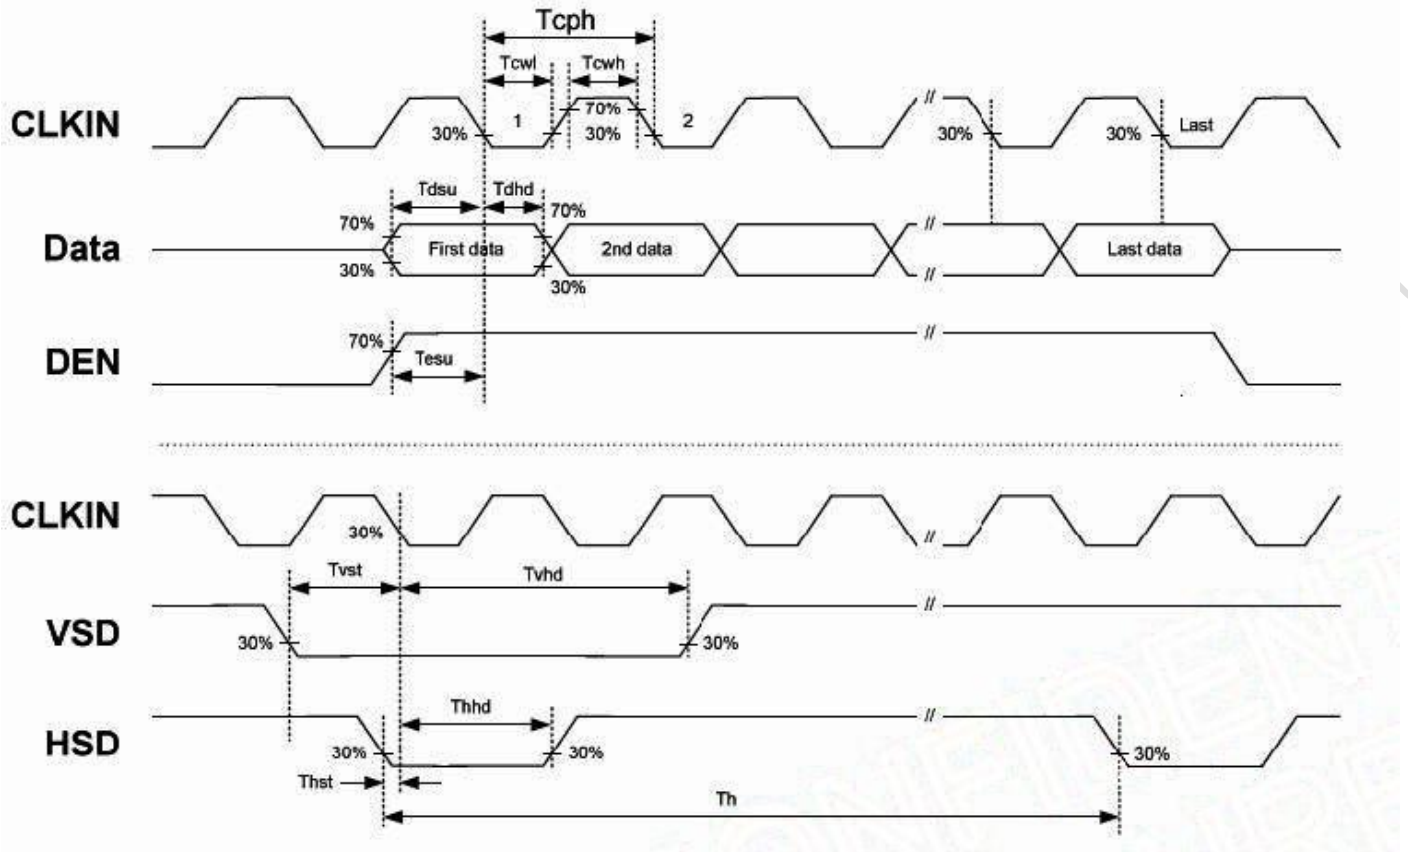 Tcph
Tcwl Tcwh
CLKIN 30% 1 70% 30% 2 // 30% 30% Last
Tdsu Tdhd
70% 70%
Data First data 2nd data // // Last data
30% 30%
DEN 70% Tesu //
CLKIN 30% //
Tvst Tvhd
VSD 30% 30% //
Thhd
HSD 30% 30% // 30%
Thst
Th